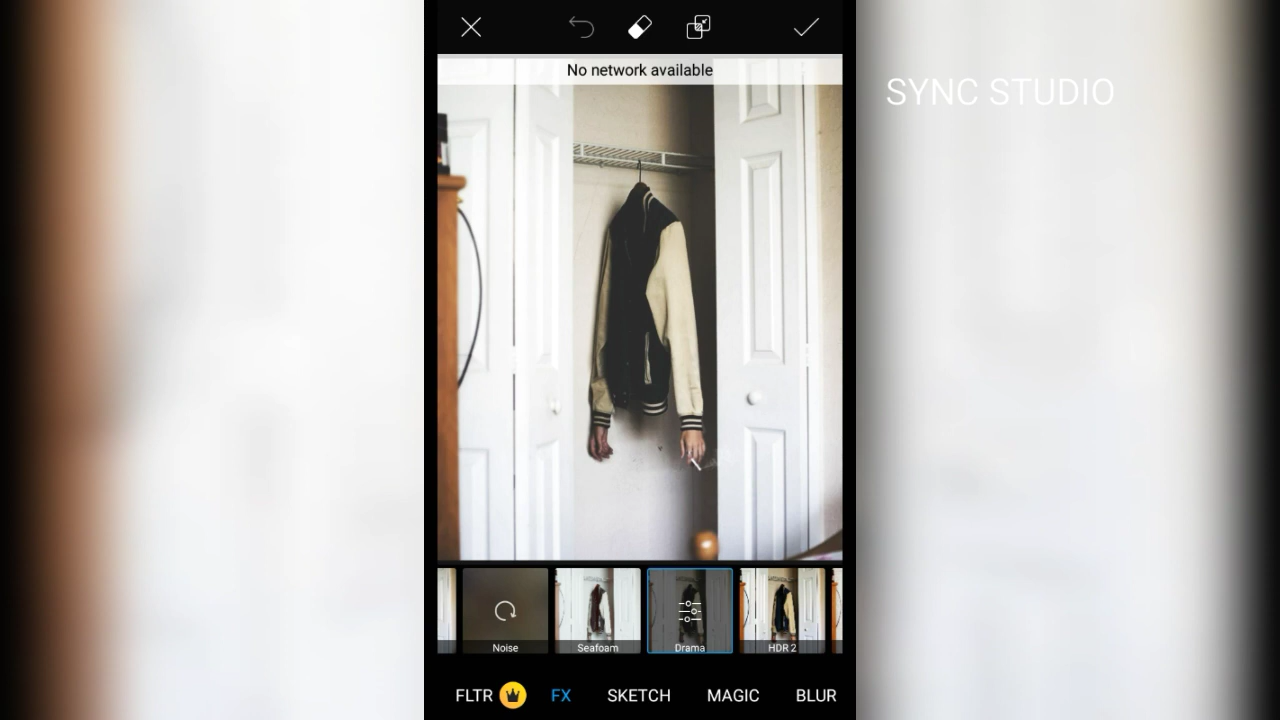 No network available
SYNC STUDIO
Noise
Seafoam
Drama
HDR 2
FLTR
FX
SKETCH
MAGIC
BLUR